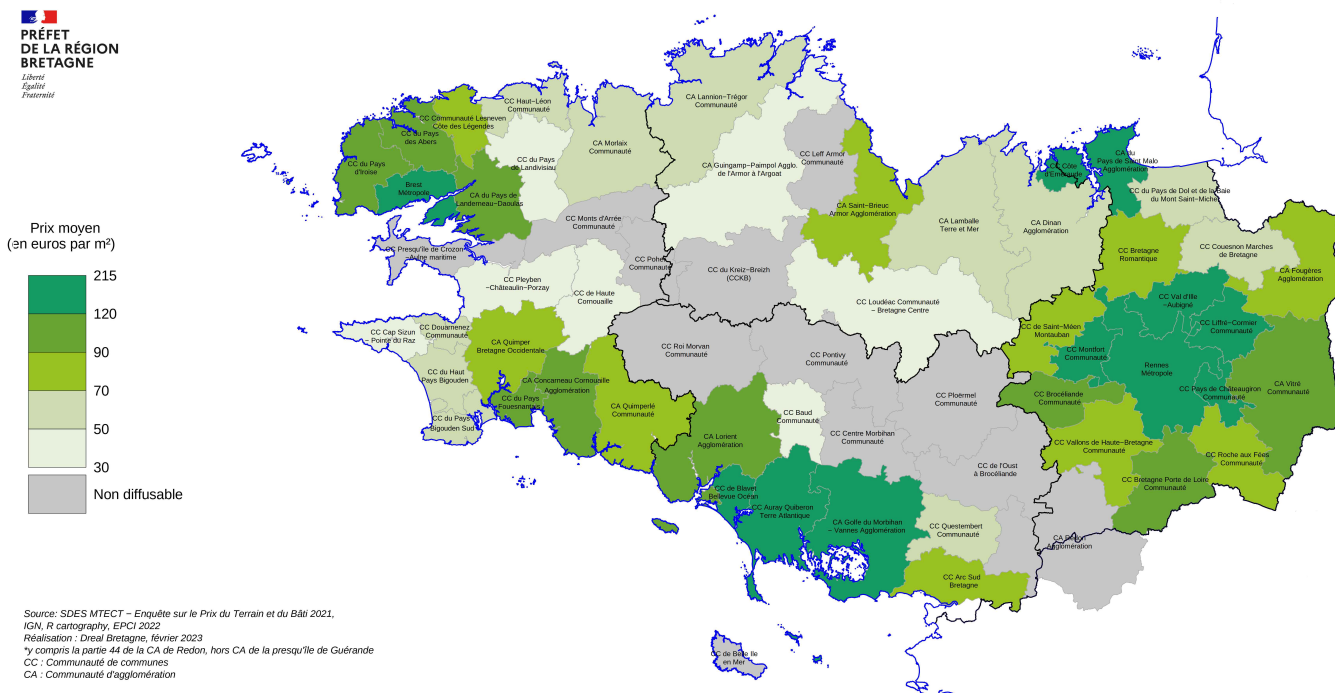 PRÉFET
DE LA RÉGION
BRETAGNE
Liberté
Égalité
Fraternité
Prix moyen
(en euros par m²)
215
120
90
70
50
30
Non diffusable
CC Haut−Léon
Communauté
CC Communauté Lesneven
Côte des Légendes
CC du Pays
des Abers
CC du Pays
d'Iroise
Brest
Métropole
CC du Pays
de Landivisiau
CA du Pays de
Landerneau−Daoulas
CA Morlaix
Communauté
CA Lannion−Trégor
Communauté
CA Guingamp−Paimpol Agglo.
de l'Armor à l'Argoat
CC Leff Armor
Communauté
CA Saint−Brieuc
Armor Agglomération
CA Lamballe
Terre et Mer
CA Dinan
Agglomération
CC Côte
d'Emeraude
CA du
Pays de Saint Malo
Agglomération
CC du Pays de Dol et de la Baie
du Mont Saint−Michel
CC Bretagne
Romantique
CC Couesnon Marches
de Bretagne
CA Fougères
Agglomération
CC Monts d'Arrée
Communauté
CC Presqu'île de Crozon
−Aulne maritime
CC Pleyben
−Châteaulin−Porzay
CC Poher
Communauté
CC de Haute
Cornouaille
CC du Kreiz−Breizh
(CCKB)
CC Loudéac Communauté
− Bretagne Centre
CC Val d'Ille
−Aubigné
CC Liffré−Cormier
Communauté
CC de Saint−Méen
Montauban
CC Montfort
Communauté
Rennes
Métropole
CC Pays de Châteaugiron
Communauté
CA Vitré
Communauté
CC Brocéliande
Communauté
CC Cap Sizun
− Pointe du Raz
CC Douarnenez
Communauté
CA Quimper
Bretagne Occidentale
CC du Haut
Pays Bigouden
CC du Pays
Bigouden Sud
CC du Pays
Fouesnantais
CA Concarneau Cornouaille
Agglomération
CA Quimperlé
Communauté
CC Roi Morvan
Communauté
CC Pontivy
Communauté
CC Ploërmel
Communauté
CC Baud
Communauté
CC Centre Morbihan
Communauté
CA Lorient
Agglomération
CC de l'Oust
à Brocéliande
CC Vallons de Haute−Bretagne
Communauté
CC Roche aux Fées
Communauté
CC Bretagne Porte de Loire
Communauté
CC de Blavet
Bellevue Océan
CC Auray Quiberon
Terre Atlantique
CA Golfe du Morbihan
− Vannes Agglomération
CC Questembert
Communauté
CA Redon
Agglomération
CC Arc Sud
Bretagne
CC de Belle Ile
en Mer
Source: SDES MTECT − Enquête sur le Prix du Terrain et du Bâti 2021,
IGN, R cartography, EPCI 2022
Réalisation : Dreal Bretagne, février 2023
*y compris la partie 44 de la CA de Redon, hors CA de la presqu'île de Guérande
CC : Communauté de communes
CA : Communauté d'agglomération